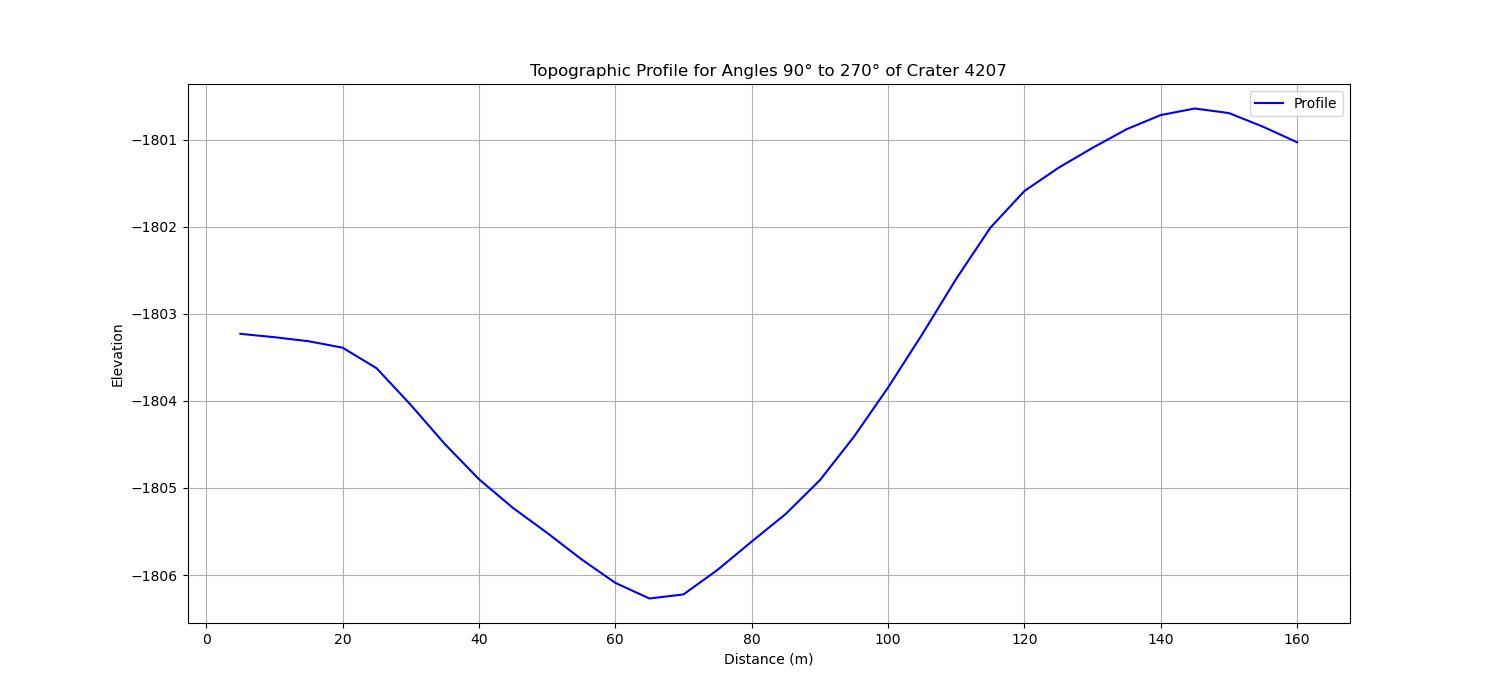 Topographic Profile for Angles 90° to 270° of Crater 4207
Profile
−1801
−1802
−1803
−1804
−1805
−1806
Elevation
0 20 40 60 80 100 120 140 160
Distance (m)